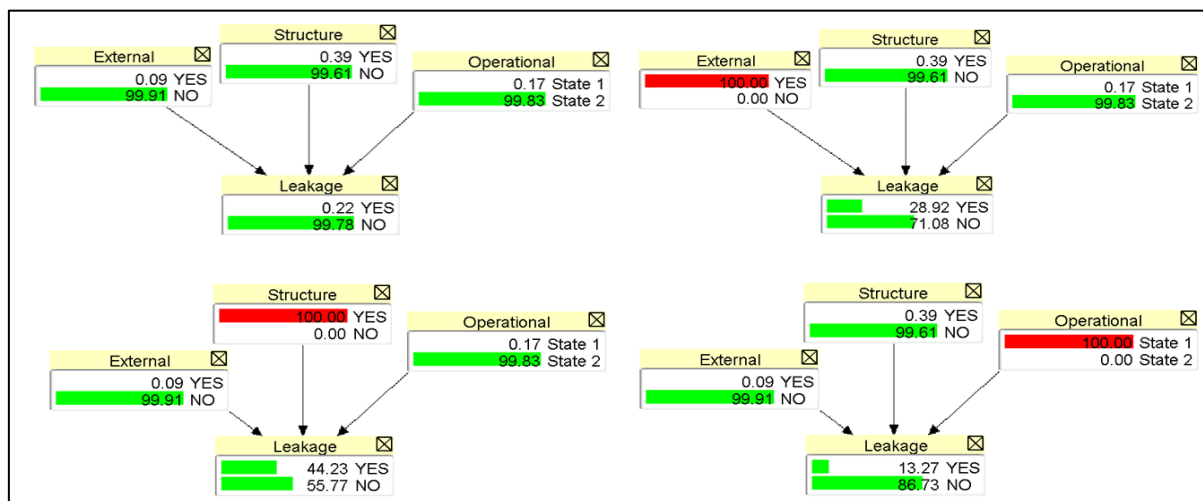 External
0.09 YES
99.91 NO
Structure
0.39 YES
99.61 NO
Operational
0.17 State 1
99.83 State 2
Leakage
0.22 YES
99.78 NO
External
100.00 YES
0.00 NO
Structure
0.39 YES
99.61 NO
Operational
0.17 State 1
99.83 State 2
Leakage
28.92 YES
71.08 NO
Structure
100.00 YES
0.00 NO
External
0.09 YES
99.91 NO
Operational
0.17 State 1
99.83 State 2
Leakage
44.23 YES
55.77 NO
Structure
0.39 YES
99.61 NO
External
0.09 YES
99.91 NO
Operational
100.00 State 1
0.00 State 2
Leakage
13.27 YES
86.73 NO